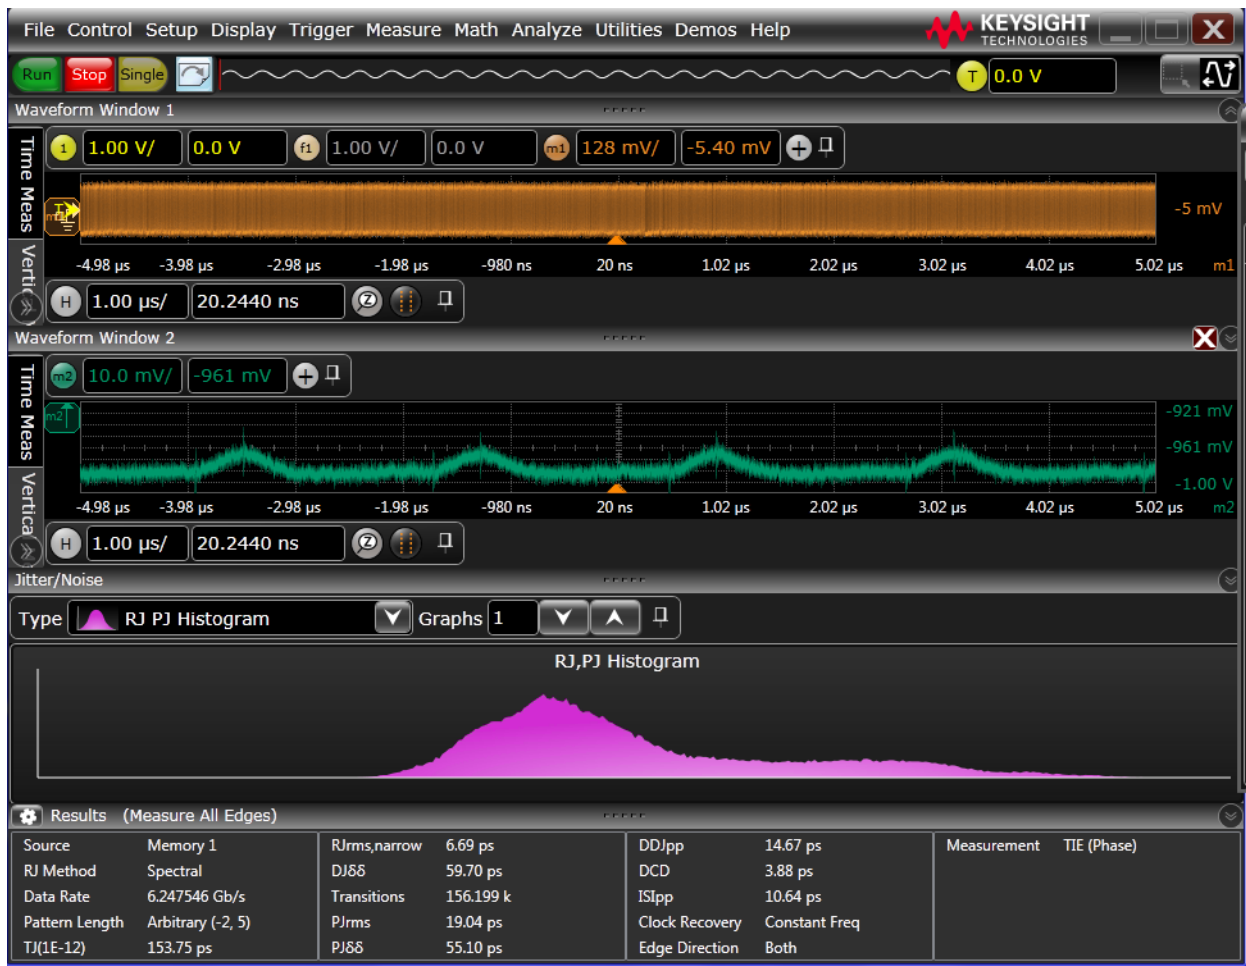 File Control Setup Display Trigger Measure Math Analyze Utilities Demos Help
KEYSIGHT
TECHNOLOGIES
X
Run Stop Single T 0.0 V
Waveform Window 1
Time Meas
1 1.00 V/ 0.0 V f1 1.00 V/ 0.0 V m1 128 mV/ -5.40 mV
-5 mV
-4.98 µs -3.98 µs -2.98 µs -1.98 µs -980 ns 20 ns 1.02 µs 2.02 µs 3.02 µs 4.02 µs 5.02 µs m1
H 1.00 µs/ 20.2440 ns Z
Waveform Window 2
X
Time Meas
m2 10.0 mV/ -961 mV
m2
-921 mV
-961 mV
-1.00 V
Vertica
-4.98 µs -3.98 µs -2.98 µs -1.98 µs -980 ns 20 ns 1.02 µs 2.02 µs 3.02 µs 4.02 µs 5.02 µs m2
H 1.00 µs/ 20.2440 ns Z
Jitter/Noise
Type RJ PJ Histogram Graphs 1
RJ,PJ Histogram
Results (Measure All Edges)
Source Memory 1 RJrms,narrow 6.69 ps DDJpp 14.67 ps Measurement TIE (Phase)
RJ Method Spectral DJδδ 59.70 ps DCD 3.88 ps
Data Rate 6.247546 Gb/s Transitions 156.199 k ISIpp 10.64 ps
Pattern Length Arbitrary (-2, 5) PJrms 19.04 ps Clock Recovery Constant Freq
TJ(1E-12) 153.75 ps PJδδ 55.10 ps Edge Direction Both